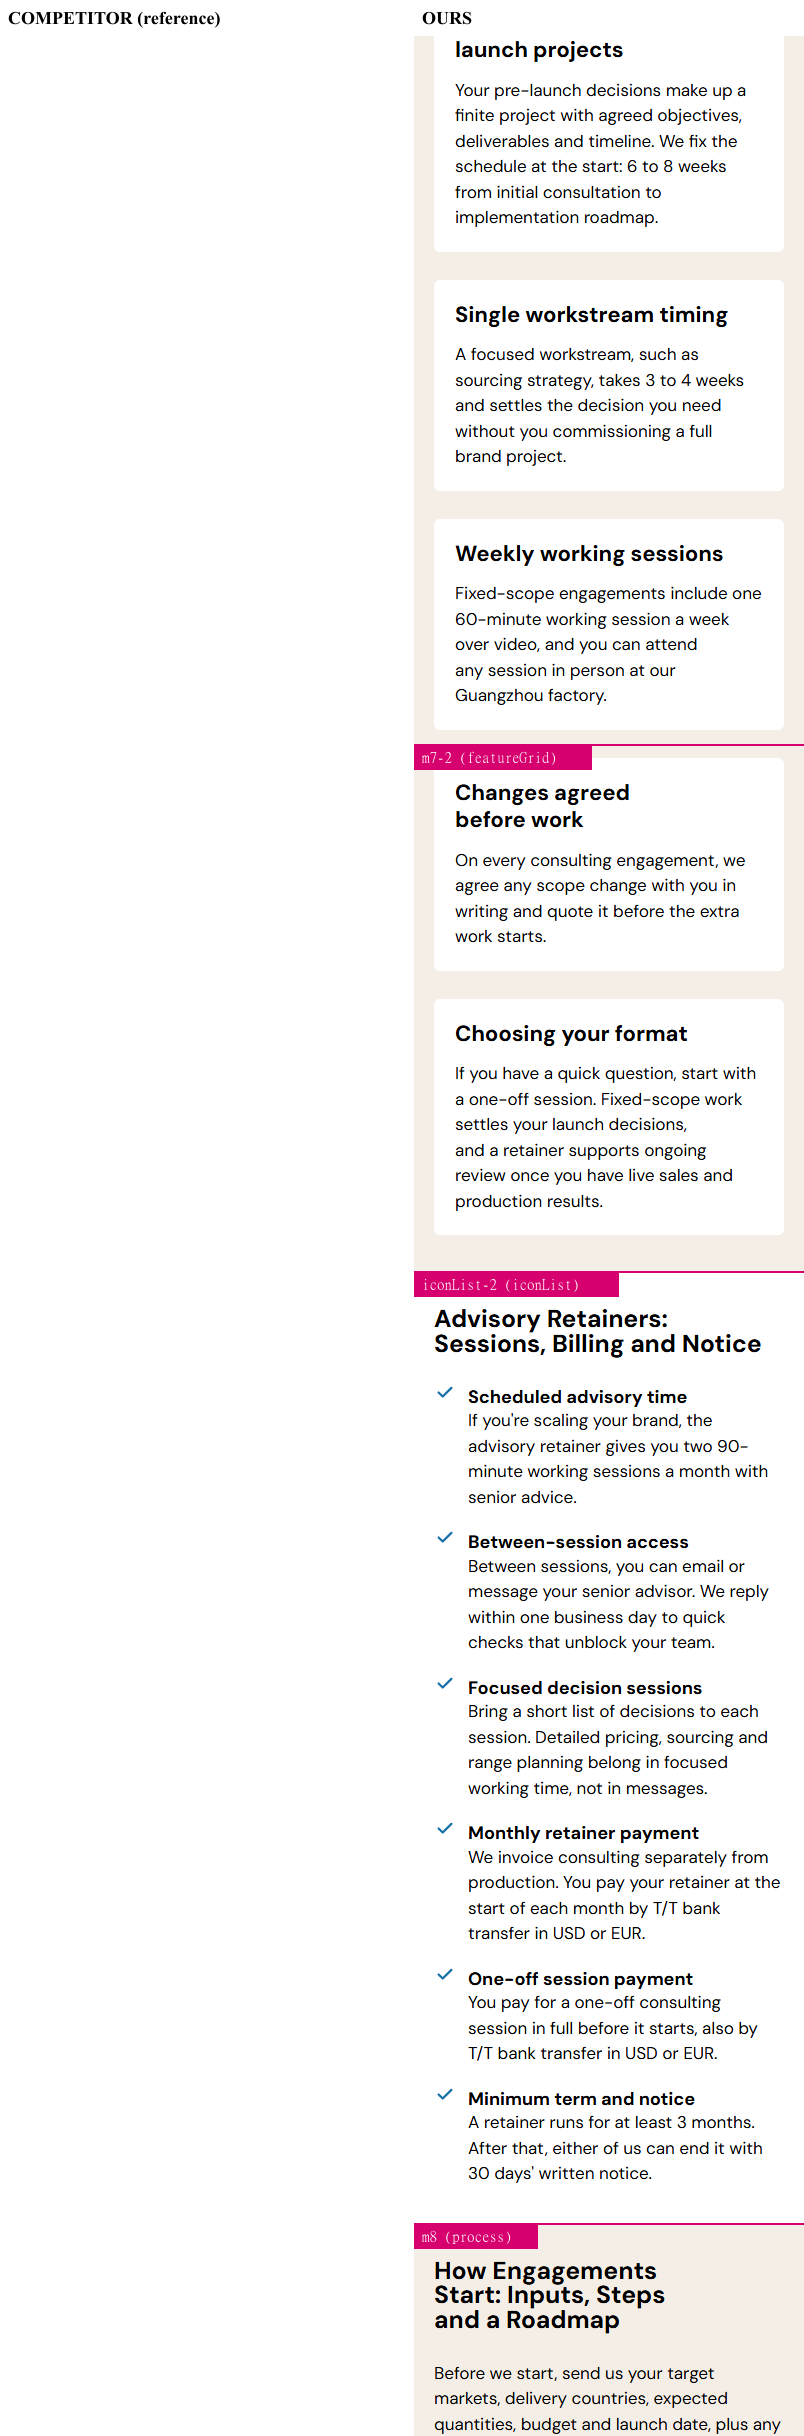 COMPETITOR (reference)
OURS
launch projects
Your pre-launch decisions make up a
finite project with agreed objectives,
deliverables and timeline. We fix the
schedule at the start: 6 to 8 weeks
from initial consultation to
implementation roadmap.
Single workstream timing
A focused workstream, such as
sourcing strategy, takes 3 to 4 weeks
and settles the decision you need
without you commissioning a full
brand project.
Weekly working sessions
Fixed-scope engagements include one
60-minute working session a week
over video, and you can attend
any session in person at our
Guangzhou factory.
m7-2 (featureGrid)
Changes agreed
before work
On every consulting engagement, we
agree any scope change with you in
writing and quote it before the extra
work starts.
Choosing your format
If you have a quick question, start with
a one-off session. Fixed-scope work
settles your launch decisions,
and a retainer supports ongoing
review once you have live sales and
production results.
iconList-2 (iconList)
Advisory Retainers:
Sessions, Billing and Notice
Scheduled advisory time
If you're scaling your brand, the
advisory retainer gives you two 90-
minute working sessions a month with
senior advice.
Between-session access
Between sessions, you can email or
message your senior advisor. We reply
within one business day to quick
checks that unblock your team.
Focused decision sessions
Bring a short list of decisions to each
session. Detailed pricing, sourcing and
range planning belong in focused
working time, not in messages.
Monthly retainer payment
We invoice consulting separately from
production. You pay your retainer at the
start of each month by T/T bank
transfer in USD or EUR.
One-off session payment
You pay for a one-off consulting
session in full before it starts, also by
T/T bank transfer in USD or EUR.
Minimum term and notice
A retainer runs for at least 3 months.
After that, either of us can end it with
30 days' written notice.
m8 (process)
How Engagements
Start: Inputs, Steps
and a Roadmap
Before we start, send us your target
markets, delivery countries, expected
quantities, budget and launch date, plus any